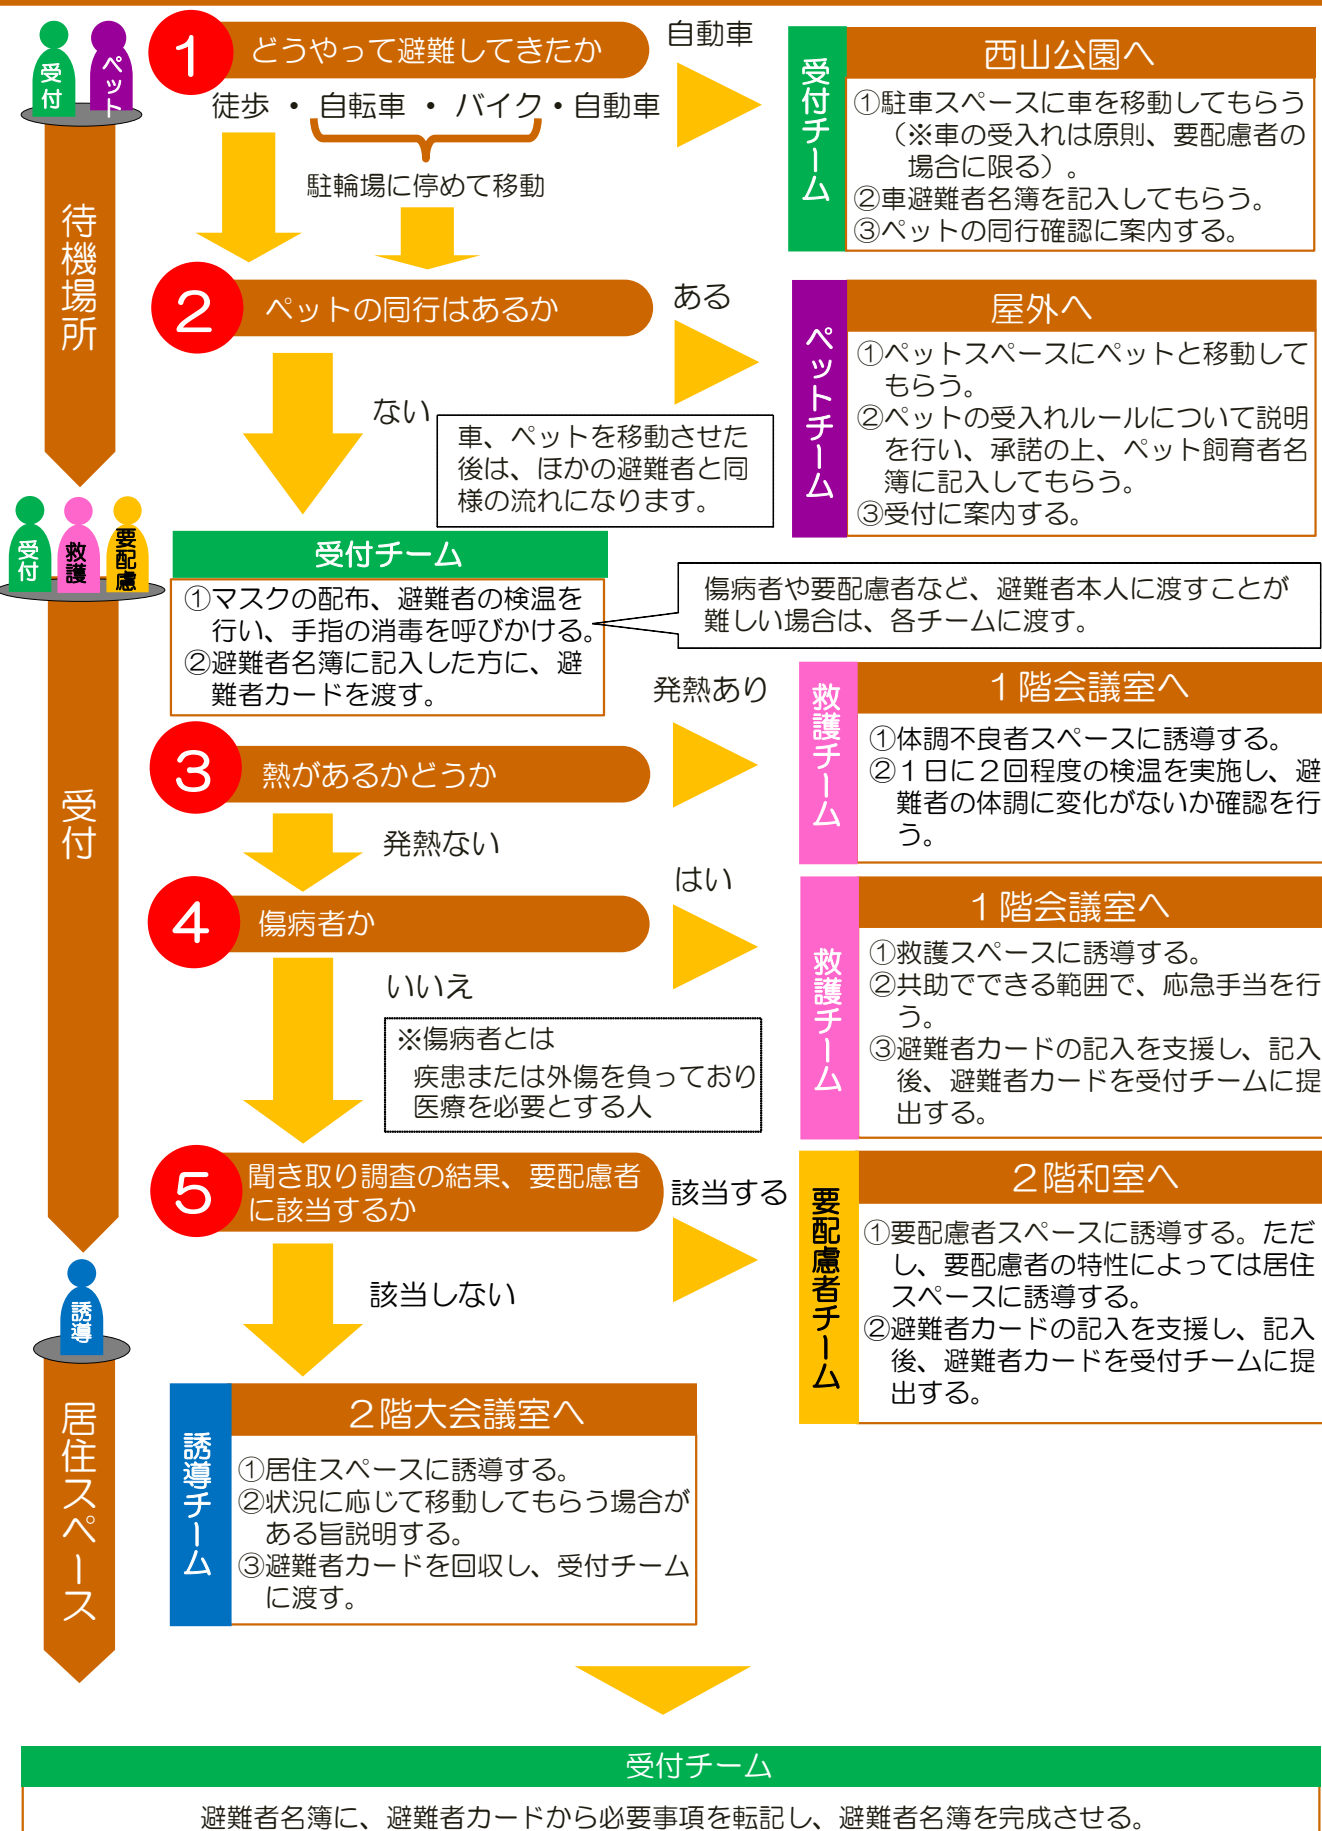 受付
ペット
待機場所
1
どうやって避難してきたか
自動車
徒歩 ・ 自転車 ・ バイク・自動車
駐輪場に停めて移動
受付チーム
西山公園へ
①駐車スペースに車を移動してもらう
（※車の受入れは原則、要配慮者の
場合に限る）。
②車避難者名簿を記入してもらう。
③ペットの同行確認に案内する。
2
ペットの同行はあるか
ある
ない
車、ペットを移動させた
後は、ほかの避難者と同
様の流れになります。
ペットチーム
屋外へ
①ペットスペースにペットと移動して
もらう。
②ペットの受入れルールについて説明
を行い、承諾の上、ペット飼育者名
簿に記入してもらう。
③受付に案内する。
受付
救護
要配慮
受付
受付チーム
①マスクの配布、避難者の検温を
行い、手指の消毒を呼びかける。
②避難者名簿に記入した方に、避
難者カードを渡す。
傷病者や要配慮者など、避難者本人に渡すことが
難しい場合は、各チームに渡す。
3
熱があるかどうか
発熱あり
発熱ない
救護チーム
１階会議室へ
①体調不良者スペースに誘導する。
②１日に２回程度の検温を実施し、避
難者の体調に変化がないか確認を行
う。
4
傷病者か
はい
いいえ
※傷病者とは
疾患または外傷を負っており
医療を必要とする人
救護チーム
１階会議室へ
①救護スペースに誘導する。
②共助でできる範囲で、応急手当を行
う。
③避難者カードの記入を支援し、記入
後、避難者カードを受付チームに提
出する。
5
聞き取り調査の結果、要配慮者
に該当するか
該当する
該当しない
要配慮者チーム
２階和室へ
①要配慮者スペースに誘導する。ただ
し、要配慮者の特性によっては居住
スペースに誘導する。
②避難者カードの記入を支援し、記入
後、避難者カードを受付チームに提
出する。
誘導
居住スペース
誘導チーム
２階大会議室へ
①居住スペースに誘導する。
②状況に応じて移動してもらう場合が
ある旨説明する。
③避難者カードを回収し、受付チーム
に渡す。
受付チーム
避難者名簿に、避難者カードから必要事項を転記し、避難者名簿を完成させる。